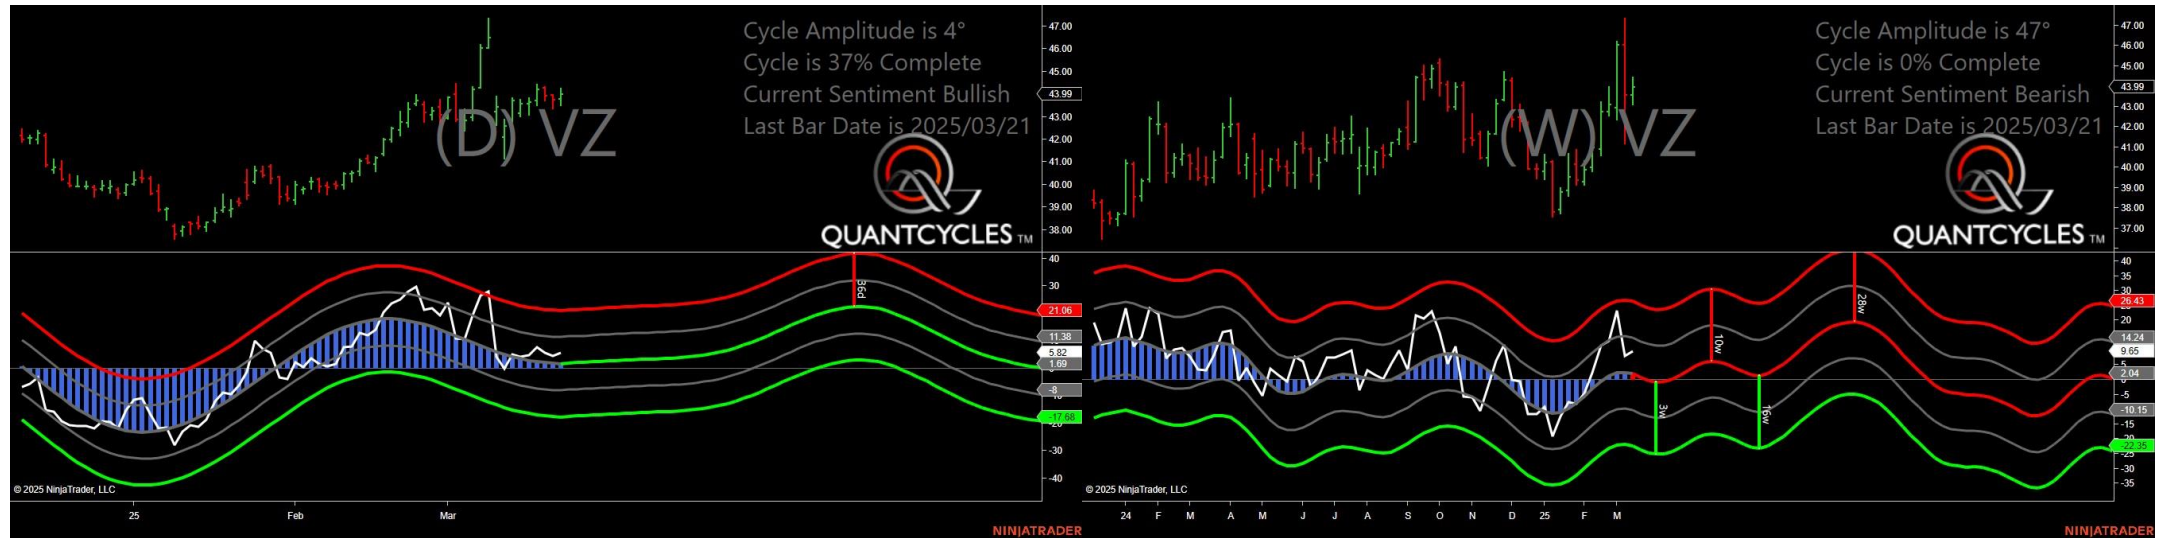 Cycle Amplitude is 4°
Cycle is 37% Complete
Current Sentiment Bullish
Last Bar Date is 2025/03/21
(D) VZ
QUANTCYCLES TM
47.00
46.00
45.00
43.99
43.00
42.00
41.00
40.00
39.00
38.00
36d
40
30
21.06
11.38
5.82
1.69
-8
-17.68
-30
-40
© 2025 NinjaTrader, LLC
25 Feb Mar
NINJATRADER
Cycle Amplitude is 47°
Cycle is 0% Complete
Current Sentiment Bearish
Last Bar Date is 2025/03/21
(W) VZ
QUANTCYCLES TM
47.00
46.00
45.00
43.99
43.00
42.00
41.00
40.00
39.00
38.00
37.00
3w
10w
16w
28w
40
35
30
26.43
20
14.24
9.65
2.04
-5
-10.15
-15
-22.35
-25
-30
-35
© 2025 NinjaTrader, LLC
24 F M A M J J A S O N D 25 F M
NINJATRADER